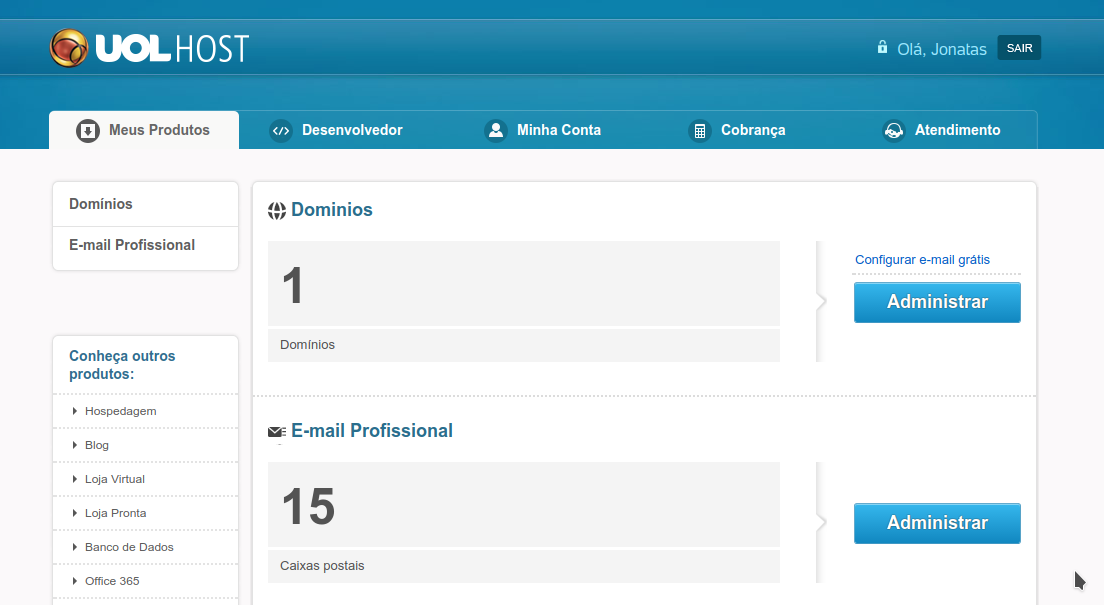 UOL HOST
Olá, Jonatas
SAIR
Meus Produtos
Desenvolvedor
Minha Conta
Cobrança
Atendimento
Domínios
E-mail Profissional
Conheça outros
produtos:
Hospedagem
Blog
Loja Virtual
Loja Pronta
Banco de Dados
Office 365
Dominios
1
Domínios
Configurar e-mail grátis
Administrar
E-mail Profissional
15
Caixas postais
Administrar